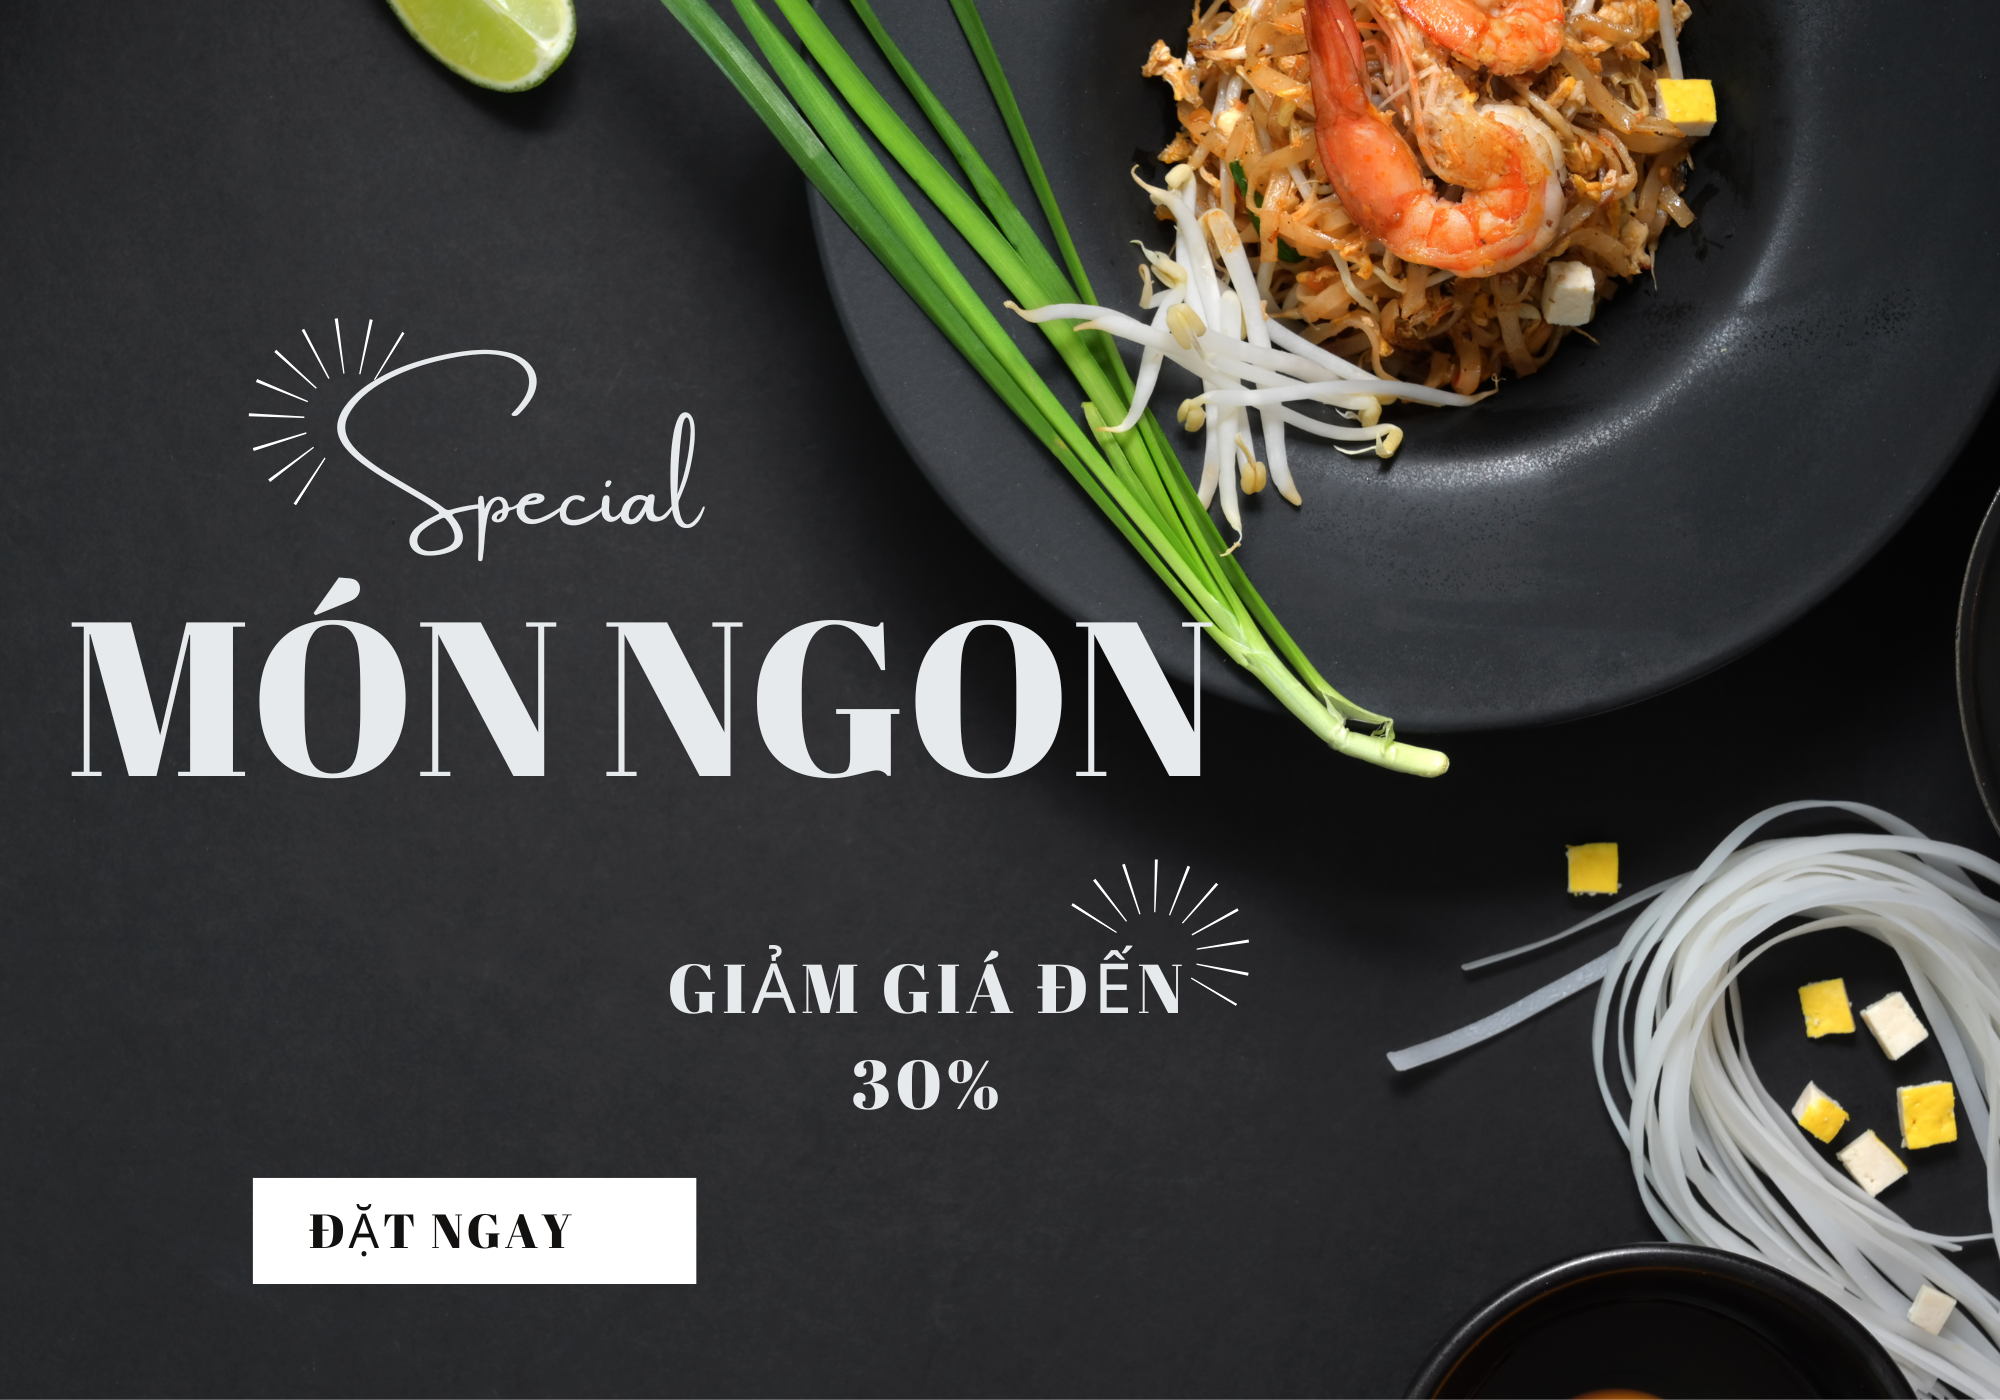 Special
MÓN NGON
GIẢM GIÁ ĐẾN
30%
ĐẶT NGAY